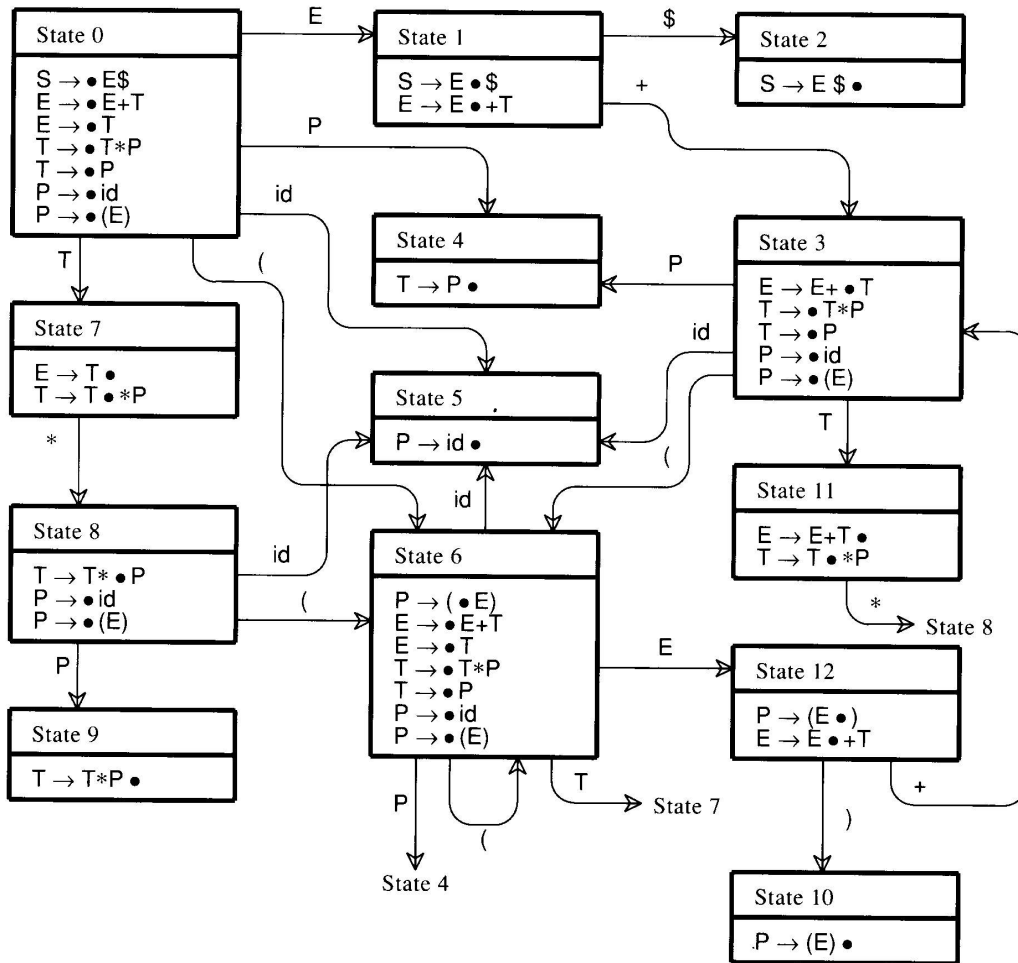 State 0
S → • E$
E → • E+T
E → • T
T → • T*P
T → • P
P → • id
P → • (E)
E
State 1
S → E • $
E → E • +T
$
State 2
S → E $ •
+
P
id
State 4
T → P •
(
T
State 3
E → E+ • T
T → • T*P
T → • P
P → • id
P → • (E)
P
id
(
T
State 7
E → T •
T → T • *P
*
State 5
P → id •
id
State 11
E → E+T •
T → T • *P
*
State 8
State 8
T → T* • P
P → • id
P → • (E)
id
(
P
State 6
P → ( • E)
E → • E+T
E → • T
T → • T*P
T → • P
P → • id
P → • (E)
E
State 12
P → (E • )
E → E • +T
State 9
T → T*P •
P
(
T
State 7
State 4
)
+
State 10
P → (E) •